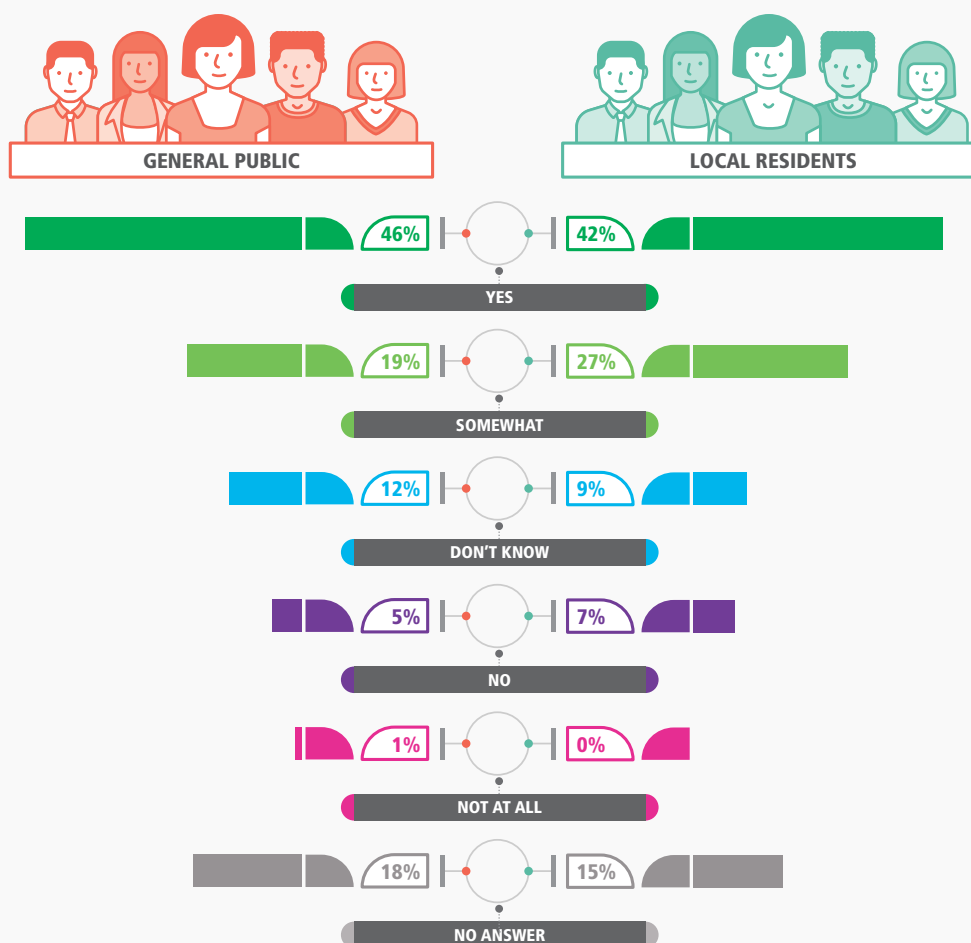 GENERAL PUBLIC LOCAL RESIDENTS
46% 42%
YES
19% 27%
SOMEWHAT
12% 9%
DON'T KNOW
5% 7%
NO
1% 0%
NOT AT ALL
18% 15%
NO ANSWER